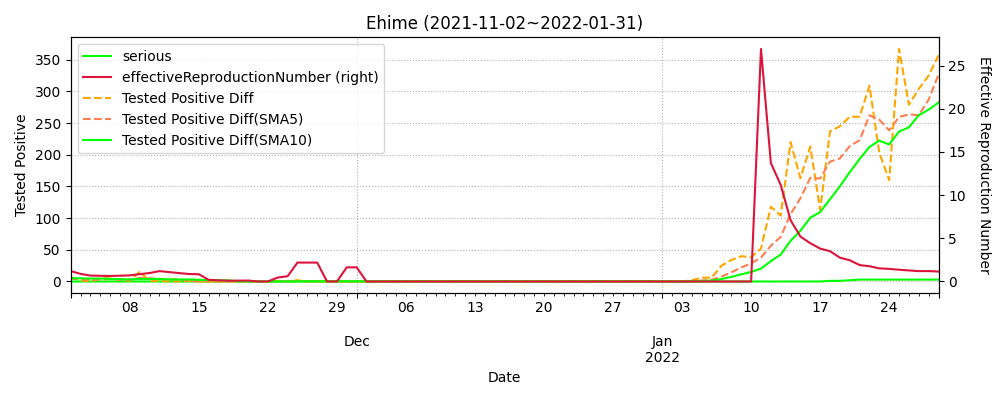 Ehime (2021-11-02~2022-01-31)
serious
effectiveReproductionNumber (right)
Tested Positive Diff
Tested Positive Diff(SMA5)
Tested Positive Diff(SMA10)
Tested Positive
350
300
250
200
150
100
50
0
25
20
15
10
5
0
Effective Reproduction Number
08 15 22 29 06 13 20 27 03 10 17 24
Dec Jan
2022
Date